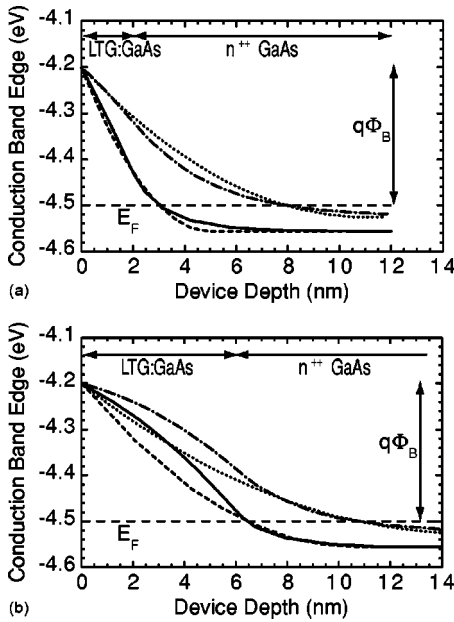 Conduction Band Edge (eV)
-4.1
-4.2
-4.3
-4.4
-4.5
-4.6
LTG:GaAs
n++ GaAs
qΦB
EF
0 2 4 6 8 10 12 14
(a)
Device Depth (nm)
Conduction Band Edge (eV)
-4.1
-4.2
-4.3
-4.4
-4.5
-4.6
LTG:GaAs
n++ GaAs
qΦB
EF
0 2 4 6 8 10 12 14
(b)
Device Depth (nm)